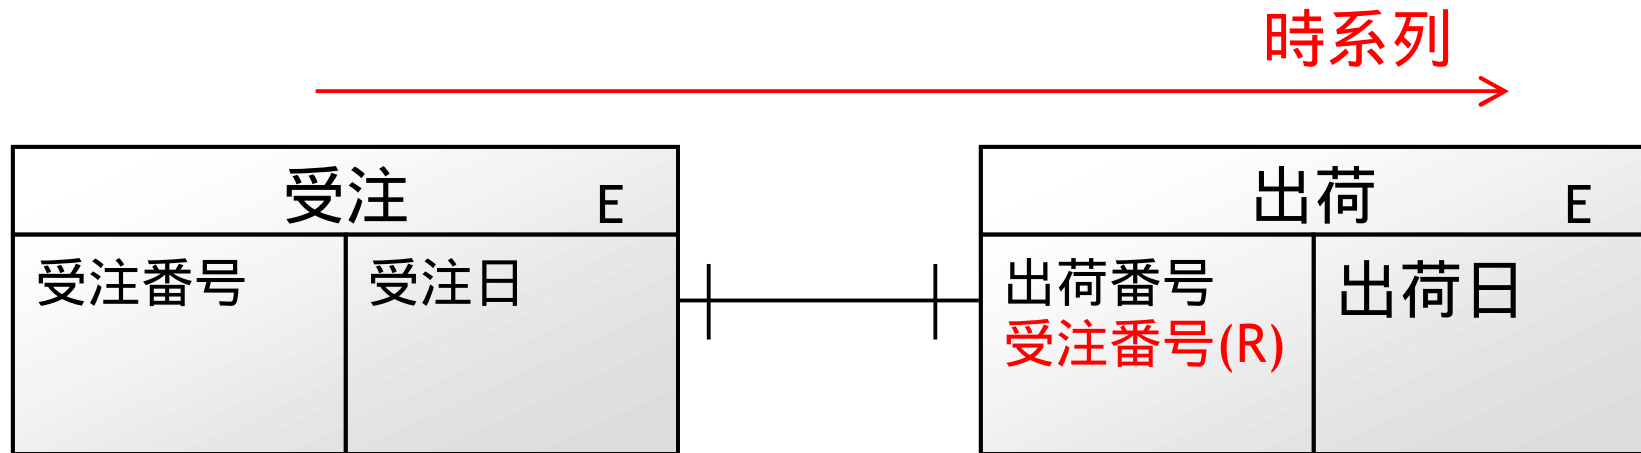 時系列
受注 E
受注番号
受注日
出荷 E
出荷番号
受注番号(R)
出荷日